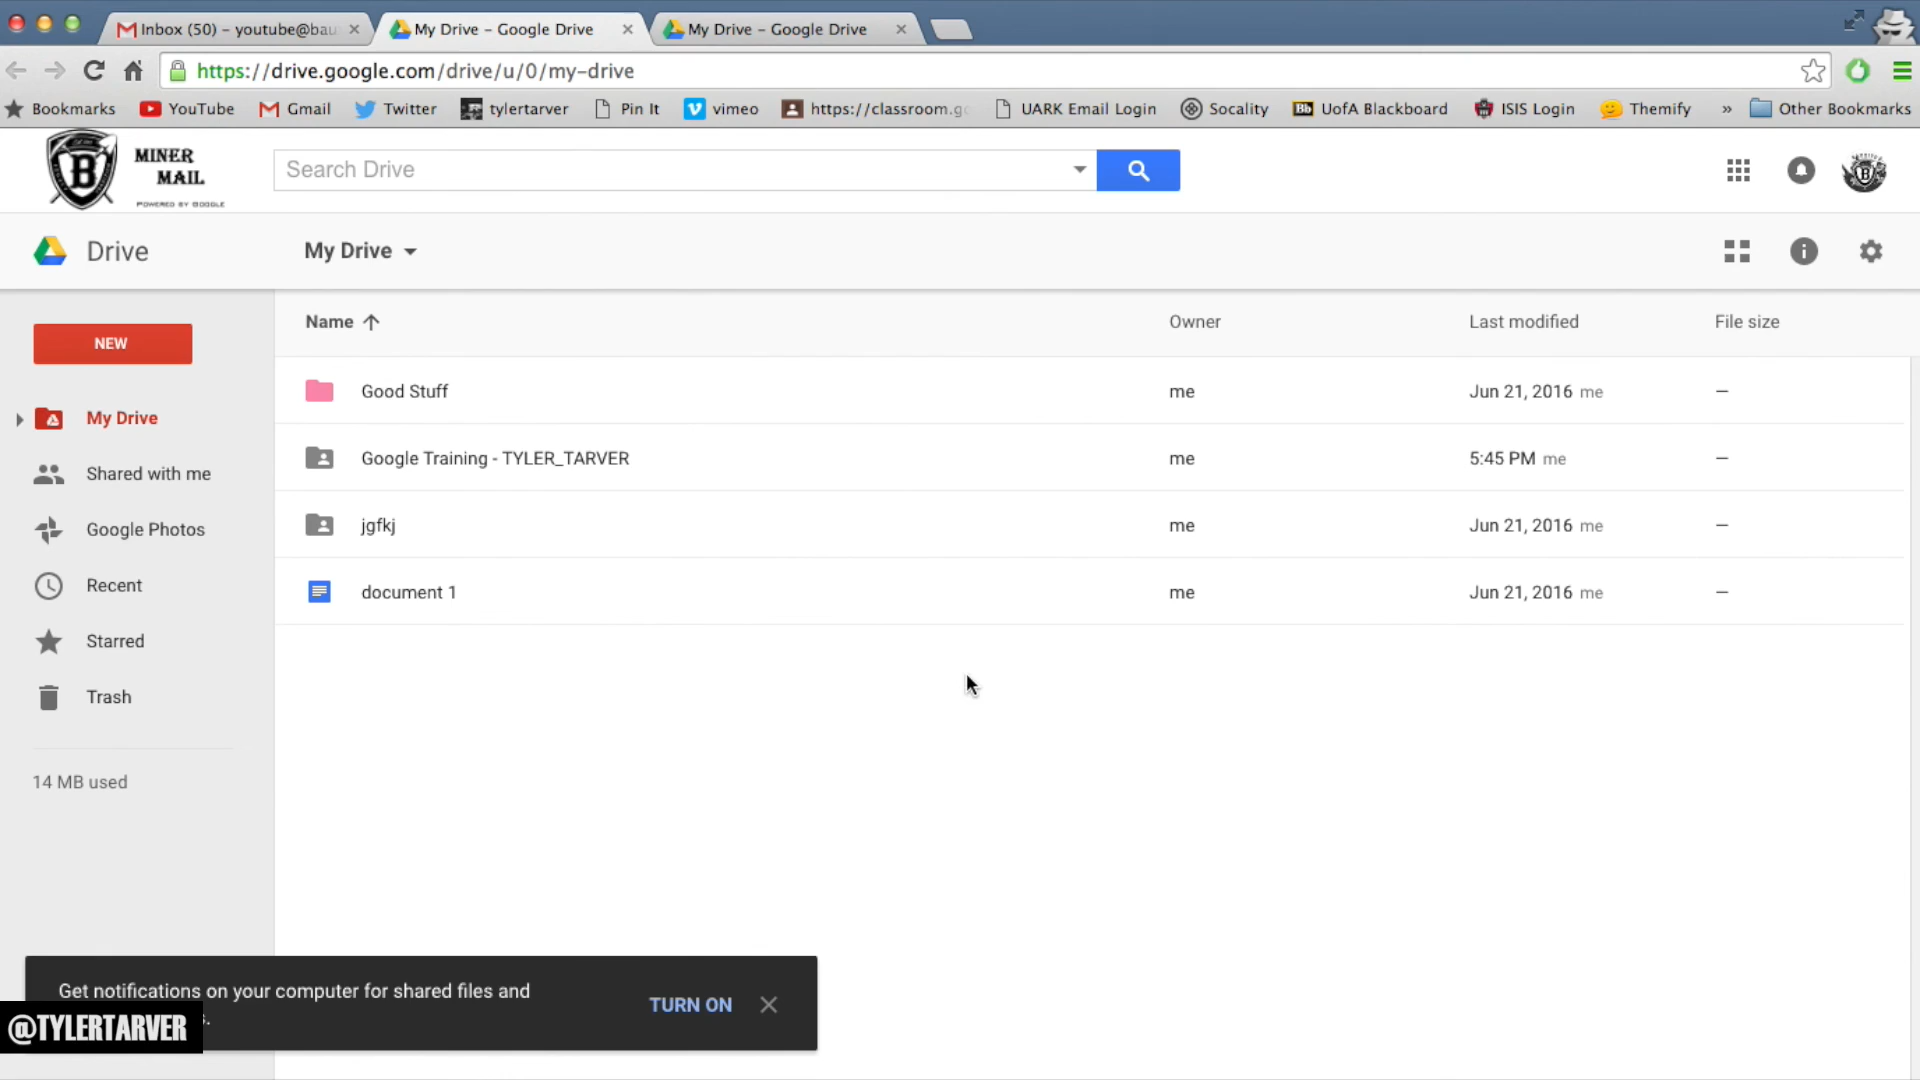 Inbox (50) – youtube@bau
My Drive – Google Drive
My Drive – Google Drive
https://drive.google.com/drive/u/0/my-drive
Bookmarks
YouTube
Gmail
Twitter
tylertarver
Pin It
vimeo
https://classroom.go
UARK Email Login
Socality
Bb UofA Blackboard
ISIS Login
Themify
»
Other Bookmarks
B
MINER
MAIL
POWERED BY GOOGLE
Search Drive
Drive
My Drive
Name
Owner
Last modified
File size
NEW
Good Stuff
me
Jun 21, 2016 me
–
My Drive
Google Training - TYLER_TARVER
me
5:45 PM me
–
Shared with me
jgfkj
me
Jun 21, 2016 me
–
Google Photos
document 1
me
Jun 21, 2016 me
–
Recent
Starred
Trash
14 MB used
Get notifications on your computer for shared files and
s.
TURN ON
@TYLERTARVER